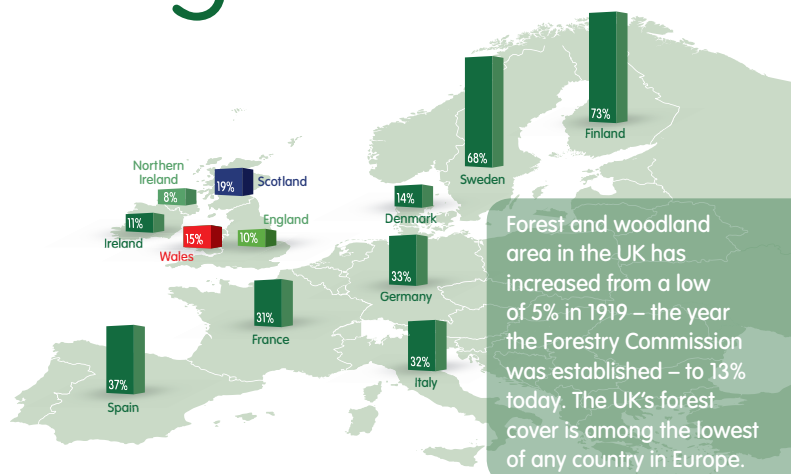 73%
Finland
68%
Sweden
Northern
Ireland
8%
19%
Scotland
14%
Denmark
11%
Ireland
15%
Wales
England
10%
33%
Germany
31%
France
32%
Italy
37%
Spain
Forest and woodland
area in the UK has
increased from a low
of 5% in 1919 – the year
the Forestry Commission
was established – to 13%
today. The UK's forest
cover is among the lowest
of any country in Europe.